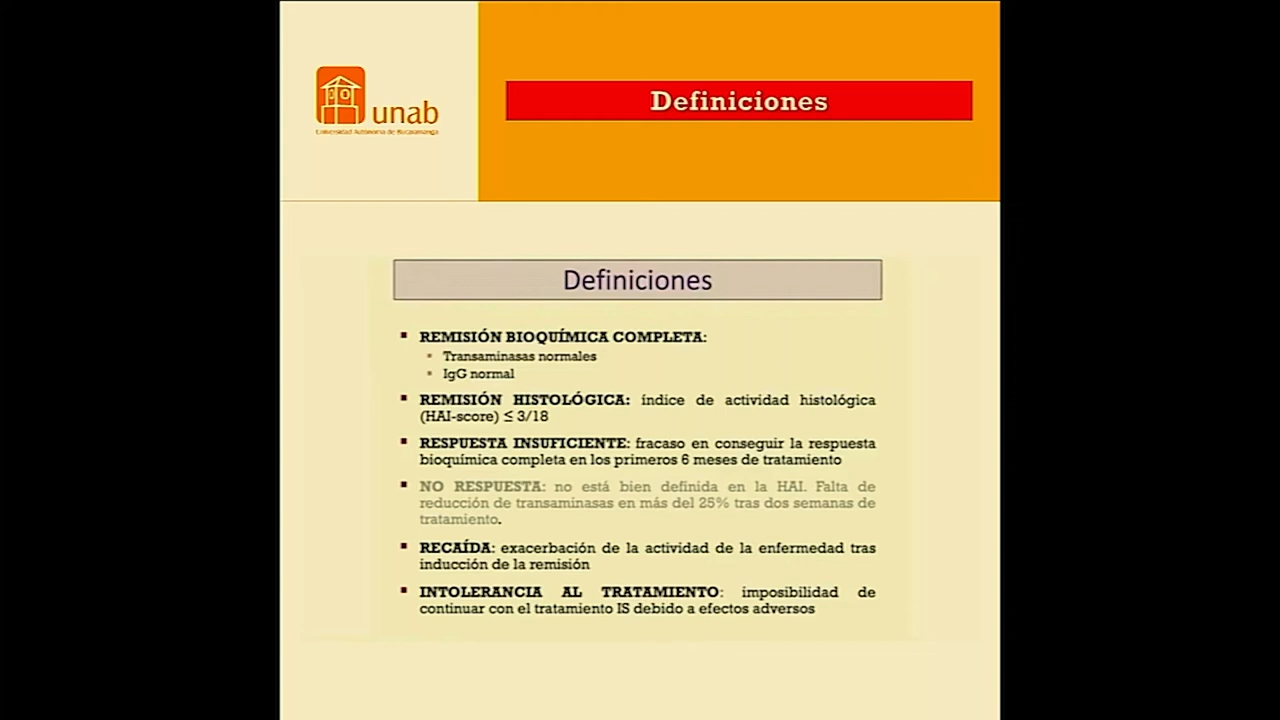 unab
Universidad Autónoma de Bucaramanga
Definiciones
Definiciones
▪ REMISIÓN BIOQUÍMICA COMPLETA:
▪ Transaminasas normales
▪ IgG normal
▪ REMISIÓN HISTOLÓGICA: índice de actividad histológica
(HAI-score) ≤ 3/18
▪ RESPUESTA INSUFICIENTE: fracaso en conseguir la respuesta
bioquímica completa en los primeros 6 meses de tratamiento
▪ NO RESPUESTA: no está bien definida en la HAI. Falta de
reducción de transaminasas en más del 25% tras dos semanas de
tratamiento.
▪ RECAÍDA: exacerbación de la actividad de la enfermedad tras
inducción de la remisión
▪ INTOLERANCIA AL TRATAMIENTO: imposibilidad de
continuar con el tratamiento IS debido a efectos adversos